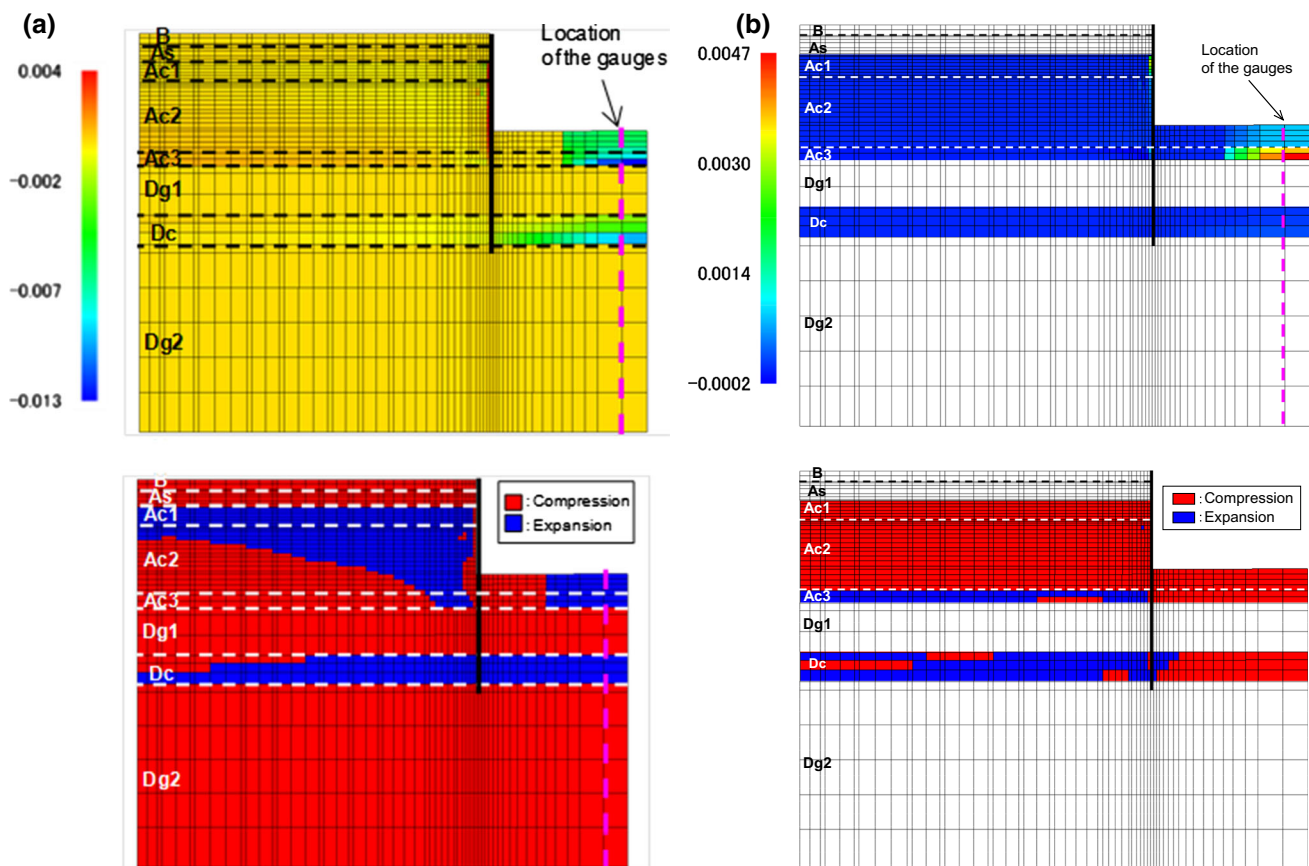 (a)
0.004
−0.002
−0.007
−0.013
B
As
Ac1
Ac2
Ac3
Dg1
Dc
Dg2
Location
of the gauges
(b)
0.0047
0.0030
0.0014
−0.0002
B
As
Ac1
Ac2
Ac3
Dg1
Dc
Dg2
Location
of the gauges
B
As
Ac1
Ac2
Ac3
Dg1
Dc
Dg2
: Compression
: Expansion
B
As
Ac1
Ac2
Ac3
Dg1
Dc
Dg2
: Compression
: Expansion